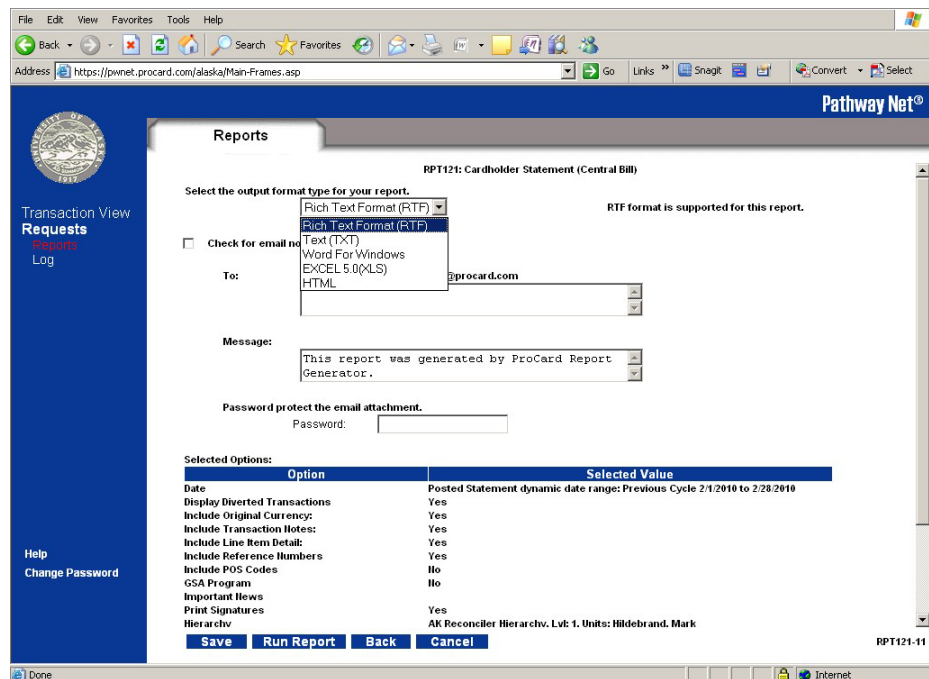 File Edit View Favorites Tools Help
Back Search Favorites
Address https://pwnet.procard.com/alaska/Main-Frames.asp Go Links » Snagit Convert Select
Pathway Net®
UNIVERSITY OF ALASKA
1917
Reports
RPT121: Cardholder Statement (Central Bill)
Select the output format type for your report.
Rich Text Format (RTF)
RTF format is supported for this report.
Rich Text Format (RTF)
Text (TXT)
Word For Windows
EXCEL 5.0(XLS)
HTML
Transaction View
Requests
Reports
Log
Check for email no
To: @procard.com
Message:
This report was generated by ProCard Report
Generator.
Password protect the email attachment.
Password:
Selected Options:
Option Selected Value
Date Posted Statement dynamic date range: Previous Cycle 2/1/2010 to 2/28/2010
Display Diverted Transactions Yes
Include Original Currency: Yes
Include Transaction Notes: Yes
Include Line Item Detail: Yes
Include Reference Numbers Yes
Include POS Codes No
GSA Program No
Important News
Print Signatures Yes
Hierarchy AK Reconciler Hierarchy. Lvl: 1. Units: Hildebrand. Mark
Help
Change Password
Save Run Report Back Cancel
RPT121-11
Done Internet